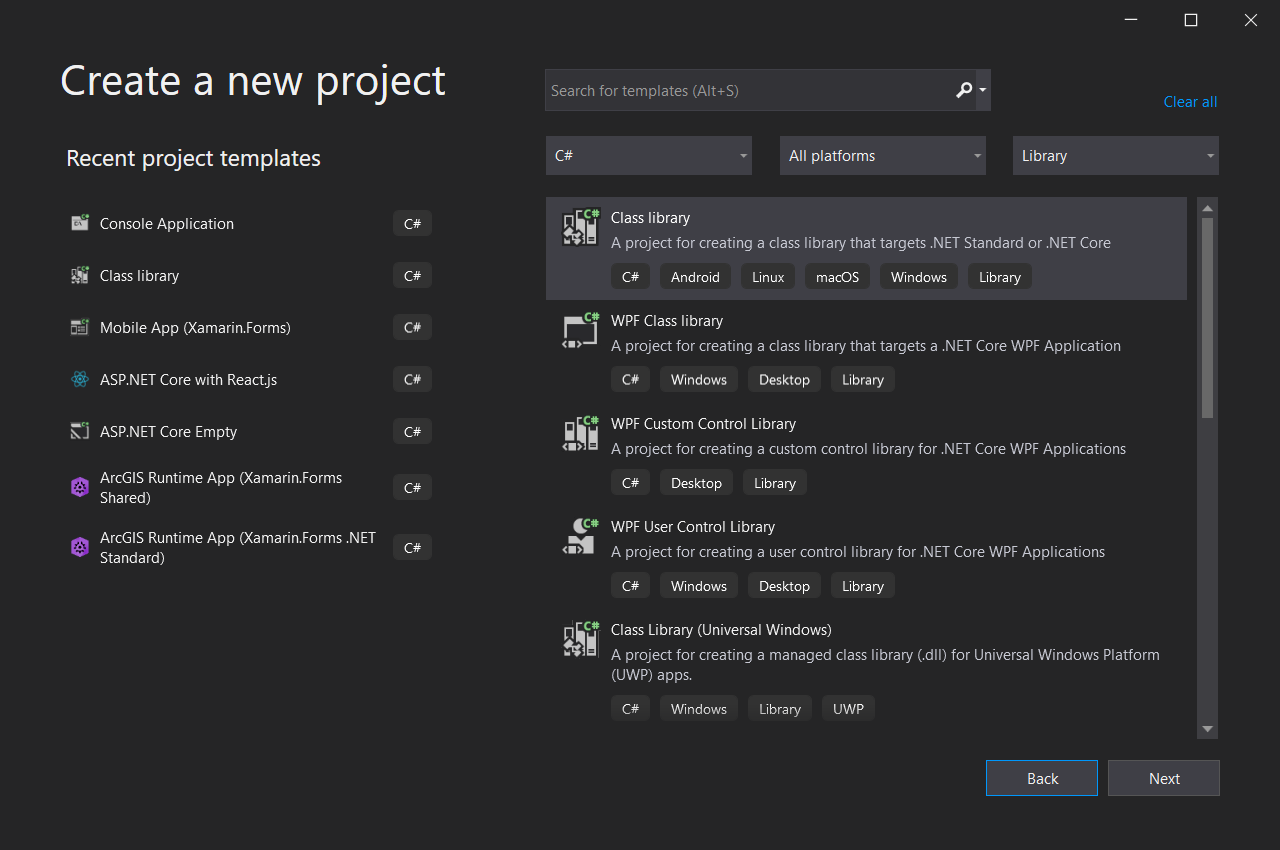 Create a new project
Search for templates (Alt+S)
Clear all
Recent project templates
C#
All platforms
Library
Console Application C#
Class library C#
Mobile App (Xamarin.Forms) C#
ASP.NET Core with React.js C#
ASP.NET Core Empty C#
ArcGIS Runtime App (Xamarin.Forms
Shared) C#
ArcGIS Runtime App (Xamarin.Forms .NET
Standard) C#
Class library
A project for creating a class library that targets .NET Standard or .NET Core
C# Android Linux macOS Windows Library
WPF Class library
A project for creating a class library that targets a .NET Core WPF Application
C# Windows Desktop Library
WPF Custom Control Library
A project for creating a custom control library for .NET Core WPF Applications
C# Desktop Library
WPF User Control Library
A project for creating a user control library for .NET Core WPF Applications
C# Windows Desktop Library
Class Library (Universal Windows)
A project for creating a managed class library (.dll) for Universal Windows Platform
(UWP) apps.
C# Windows Library UWP
Back
Next